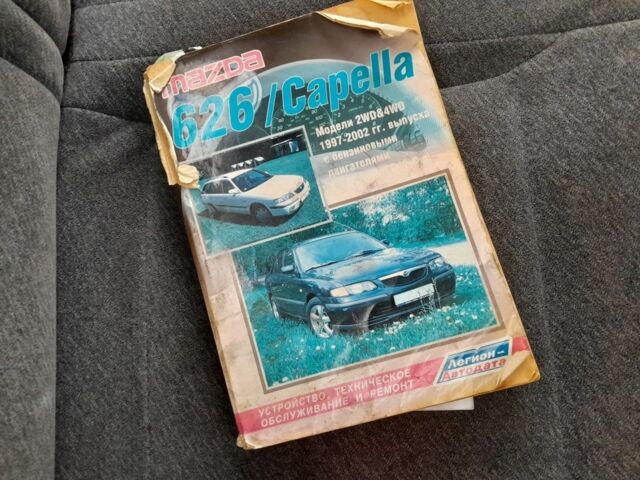 mazda
626 /Capella
Модели 2WD&4WD
1997-2002 гг. выпуска
с бензиновыми
двигателями
Легион
Автодата
УСТРОЙСТВО, ТЕХНИЧЕСКОЕ
ОБСЛУЖИВАНИЕ И РЕМОНТ